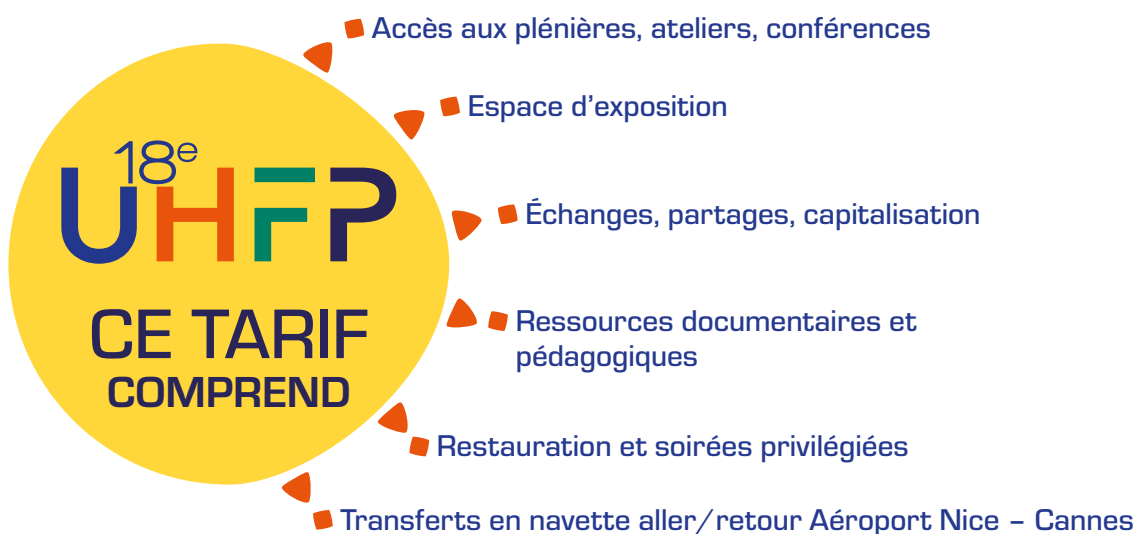 Accès aux plénières, ateliers, conférences
Espace d'exposition
18e
UHFP
CE TARIF
COMPREND
Échanges, partages, capitalisation
Ressources documentaires et
pédagogiques
Restauration et soirées privilégiées
Transferts en navette aller/retour Aéroport Nice – Cannes